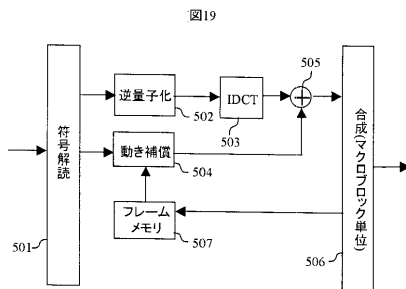 図19
符号解読
501
逆量子化
502
IDCT
503
505
動き補償
504
フレーム
メモリ
507
合成(マクロブロック単位)
506